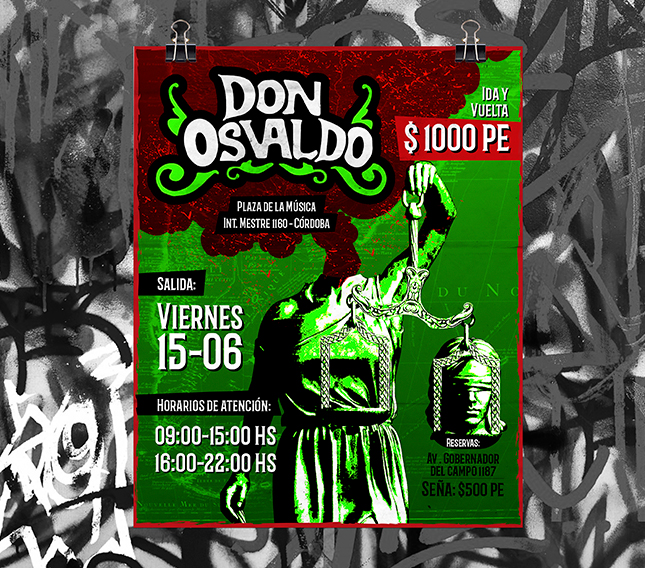 DON
OSVALDO
IDA Y
VUELTA
$1000 PE
PLAZA DE LA MÚSICA
INT. MESTRE 1160 - CÓRDOBA
SALIDA:
VIERNES
15-06
HORARIOS DE ATENCIÓN:
09:00-15:00 HS
16:00-22:00 HS
RESERVAS:
AV. GOBERNADOR
DEL CAMPO 1187
SEÑA: $500 PE
DU NO